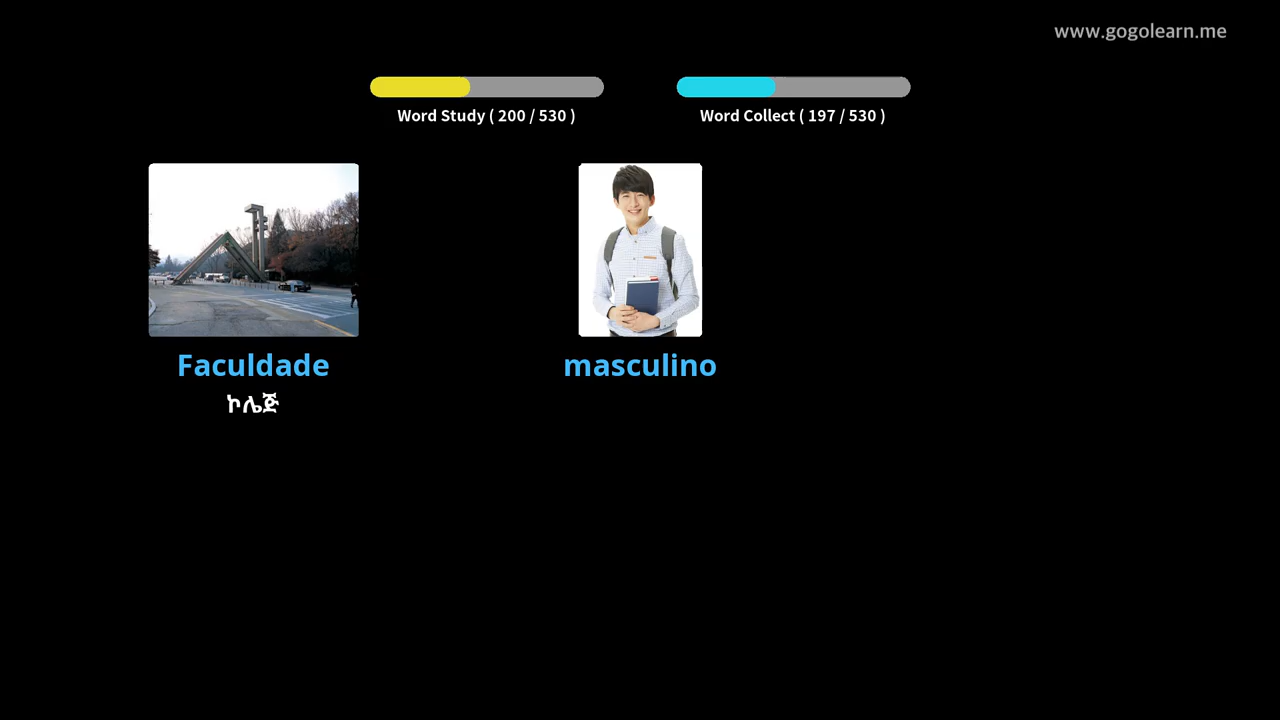 www.gogolearn.me
Word Study ( 200 / 530 )
Word Collect ( 197 / 530 )
Faculdade
ኮሌጅ
masculino